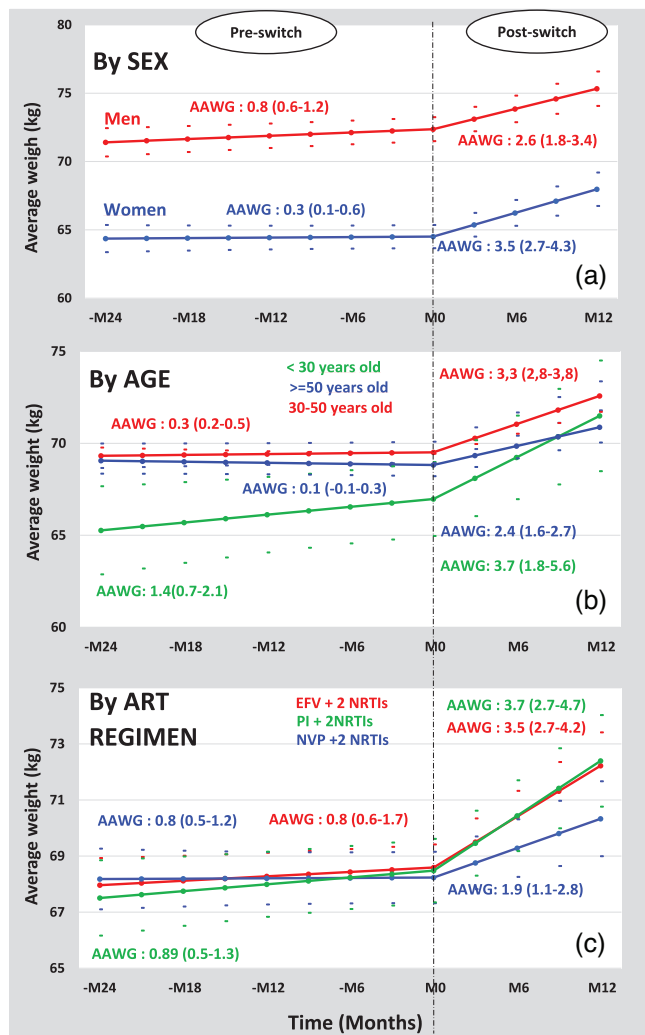 Pre-switch
Post-switch
By SEX
Average weigh (kg)
80
75
70
65
60
Men
AAWG : 0.8 (0.6-1.2)
AAWG : 2.6 (1.8-3.4)
Women
AAWG : 0.3 (0.1-0.6)
AAWG : 3.5 (2.7-4.3)
(a)
-M24 -M18 -M12 -M6 M0 M6 M12
By AGE
Average weight (kg)
75
70
65
60
< 30 years old
>=50 years old
30-50 years old
AAWG : 3,3 (2,8-3,8)
AAWG : 0.3 (0.2-0.5)
AAWG : 0.1 (-0.1-0.3)
AAWG : 2.4 (1.6-2.7)
AAWG: 1.4(0.7-2.1)
AAWG: 3.7 (1.8-5.6)
(b)
-M24 -M18 -M12 -M6 M0 M6 M12
By ART
REGIMEN
Average weight (kg)
75
73
71
69
67
65
EFV + 2 NRTIs
PI + 2NRTIs
NVP +2 NRTIs
AAWG : 3.7 (2.7-4.7)
AAWG : 3.5 (2.7-4.2)
AAWG : 0.8 (0.5-1.2)
AAWG : 0.8 (0.6-1.7)
AAWG: 1.9 (1.1-2.8)
AAWG : 0.89 (0.5-1.3)
(c)
-M24 -M18 -M12 -M6 M0 M6 M12
Time (Months)